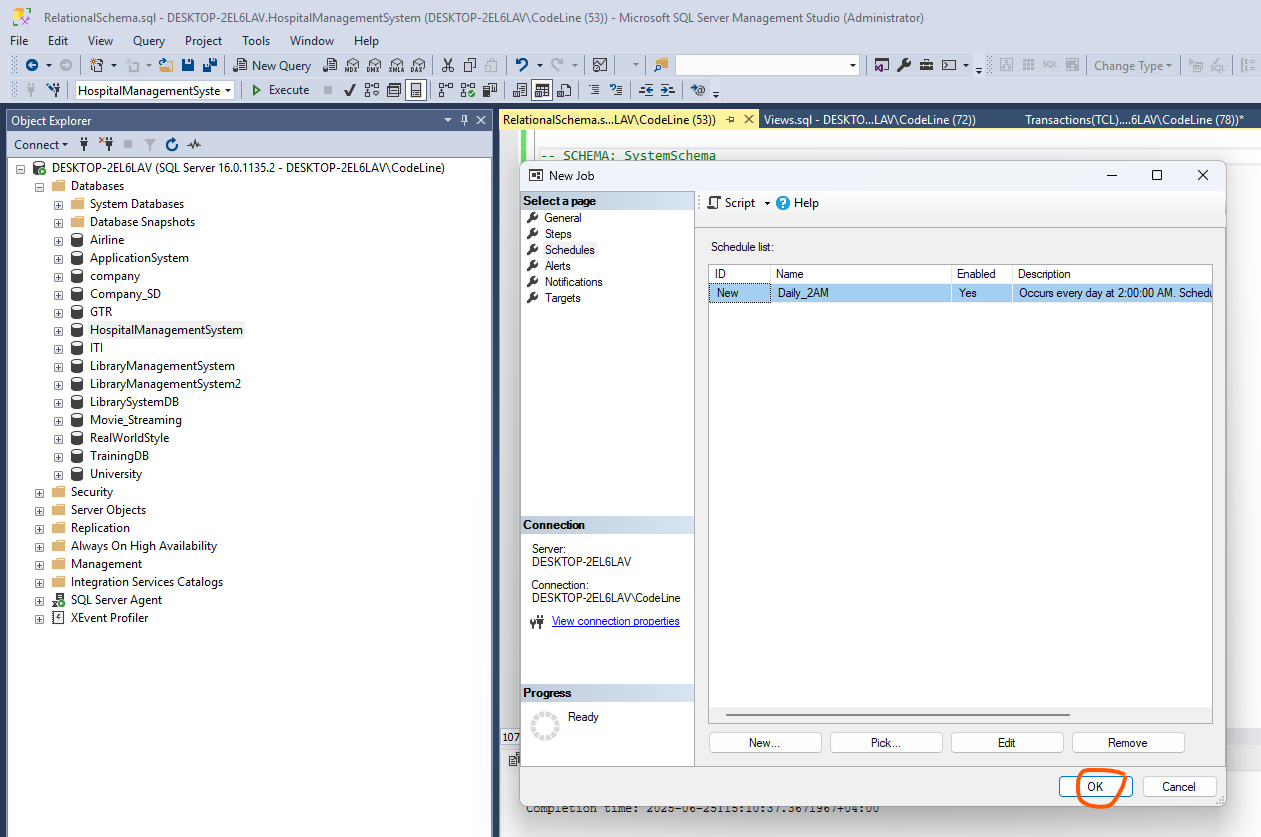 RelationalSchema.sql - DESKTOP-2EL6LAV.HospitalManagementSystem (DESKTOP-2EL6LAV\CodeLine (53)) - Microsoft SQL Server Management Studio (Administrator)
File Edit View Query Project Tools Window Help
New Query MDX DMX XMLA DAX
SQL Change Type SQL
HospitalManagementSyste Execute
Object Explorer
RelationalSchema.s...LAV\CodeLine (53)) Views.sql - DESKTO...LAV\CodeLine (72)) Transactions(TCL)....6LAV\CodeLine (78))*
Connect
DESKTOP-2EL6LAV (SQL Server 16.0.1135.2 - DESKTOP-2EL6LAV\CodeLine)
Databases
System Databases
Database Snapshots
Airline
ApplicationSystem
company
Company_SD
GTR
HospitalManagementSystem
ITI
LibraryManagementSystem
LibraryManagementSystem2
LibrarySystemDB
Movie_Streaming
RealWorldStyle
TrainingDB
University
Security
Server Objects
Replication
Always On High Availability
Management
Integration Services Catalogs
SQL Server Agent
XEvent Profiler
-- SCHEMA: SystemSchema
New Job
Select a page
General
Steps
Schedules
Alerts
Notifications
Targets
Script Help
Schedule list:
ID Name Enabled Description
New Daily_2AM Yes Occurs every day at 2:00:00 AM. Schedu
Connection
Server:
DESKTOP-2EL6LAV
Connection:
DESKTOP-2EL6LAV\CodeLine
View connection properties
Progress
Ready
107
New... Pick... Edit Remove
OK Cancel
Completion time: 2025-06-25T15:10:37.3671967+04:00